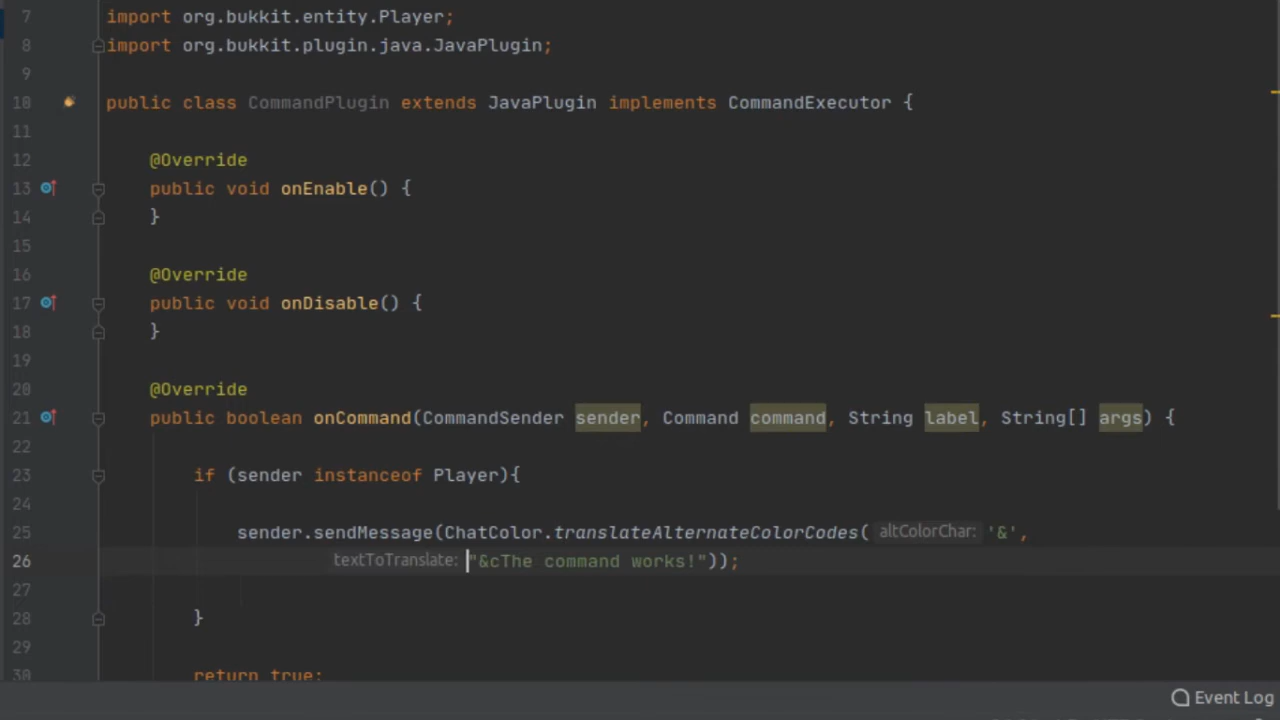 7 import org.bukkit.entity.Player;
8 import org.bukkit.plugin.java.JavaPlugin;
9
10 public class CommandPlugin extends JavaPlugin implements CommandExecutor {
11
12 @Override
13 public void onEnable() {
14 }
15
16 @Override
17 public void onDisable() {
18 }
19
20 @Override
21 public boolean onCommand(CommandSender sender, Command command, String label, String[] args) {
22
23 if (sender instanceof Player){
24
25 sender.sendMessage(ChatColor.translateAlternateColorCodes( altColorChar: '&',
26 textToTranslate: "&cThe command works!"));
27
28 }
29
30 return true;
Event Log